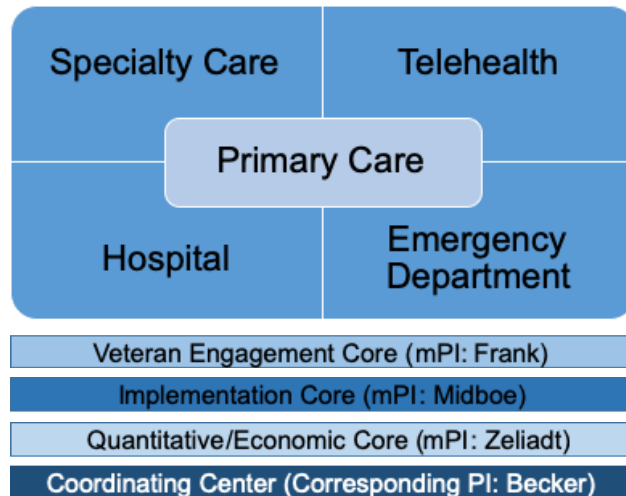 Specialty Care
Telehealth
Primary Care
Hospital
Emergency
Department
Veteran Engagement Core (mPI: Frank)
Implementation Core (mPI: Midboe)
Quantitative/Economic Core (mPI: Zeliadt)
Coordinating Center (Corresponding PI: Becker)